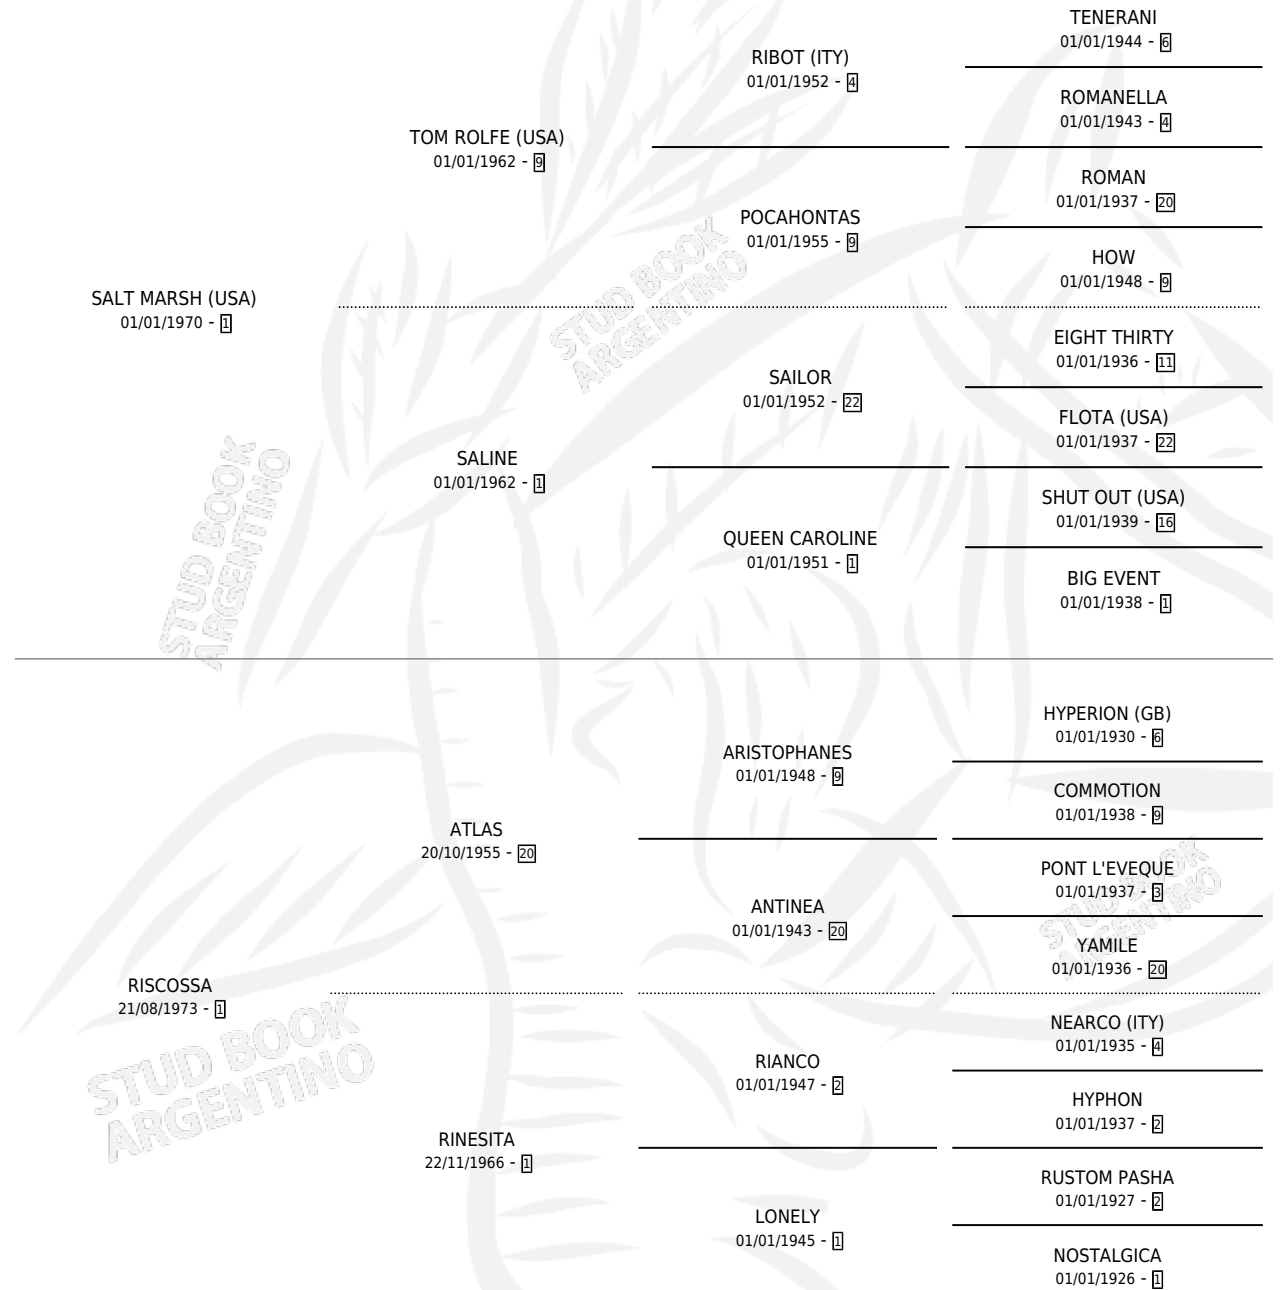 TENERANI
01/01/1944 - 6
RIBOT (ITY)
01/01/1952 - 4
ROMANELLA
01/01/1943 - 4
TOM ROLFE (USA)
01/01/1962 - 9
ROMAN
01/01/1937 - 20
POCAHONTAS
01/01/1955 - 9
HOW
01/01/1948 - 9
SALT MARSH (USA)
01/01/1970 - 1
STUD BOOK
ARGENTINO
EIGHT THIRTY
01/01/1936 - 11
SAILOR
01/01/1952 - 22
FLOTA (USA)
01/01/1937 - 22
SALINE
01/01/1962 - 1
SHUT OUT (USA)
01/01/1939 - 16
QUEEN CAROLINE
01/01/1951 - 1
BIG EVENT
01/01/1938 - 1
STUD BOOK
ARGENTINO
HYPERION (GB)
01/01/1930 - 6
ARISTOPHANES
01/01/1948 - 9
COMMOTION
01/01/1938 - 9
ATLAS
20/10/1955 - 20
PONT L'EVEQUE
01/01/1937 - 3
STUD BOOK
ARGENTINO
ANTINEA
01/01/1943 - 20
YAMILE
01/01/1936 - 20
RISCOSSA
21/08/1973 - 1
STUD BOOK
ARGENTINO
NEARCO (ITY)
01/01/1935 - 4
RIANCO
01/01/1947 - 2
HYPHON
01/01/1937 - 2
RINESITA
22/11/1966 - 1
RUSTOM PASHA
01/01/1927 - 2
LONELY
01/01/1945 - 1
NOSTALGICA
01/01/1926 - 1